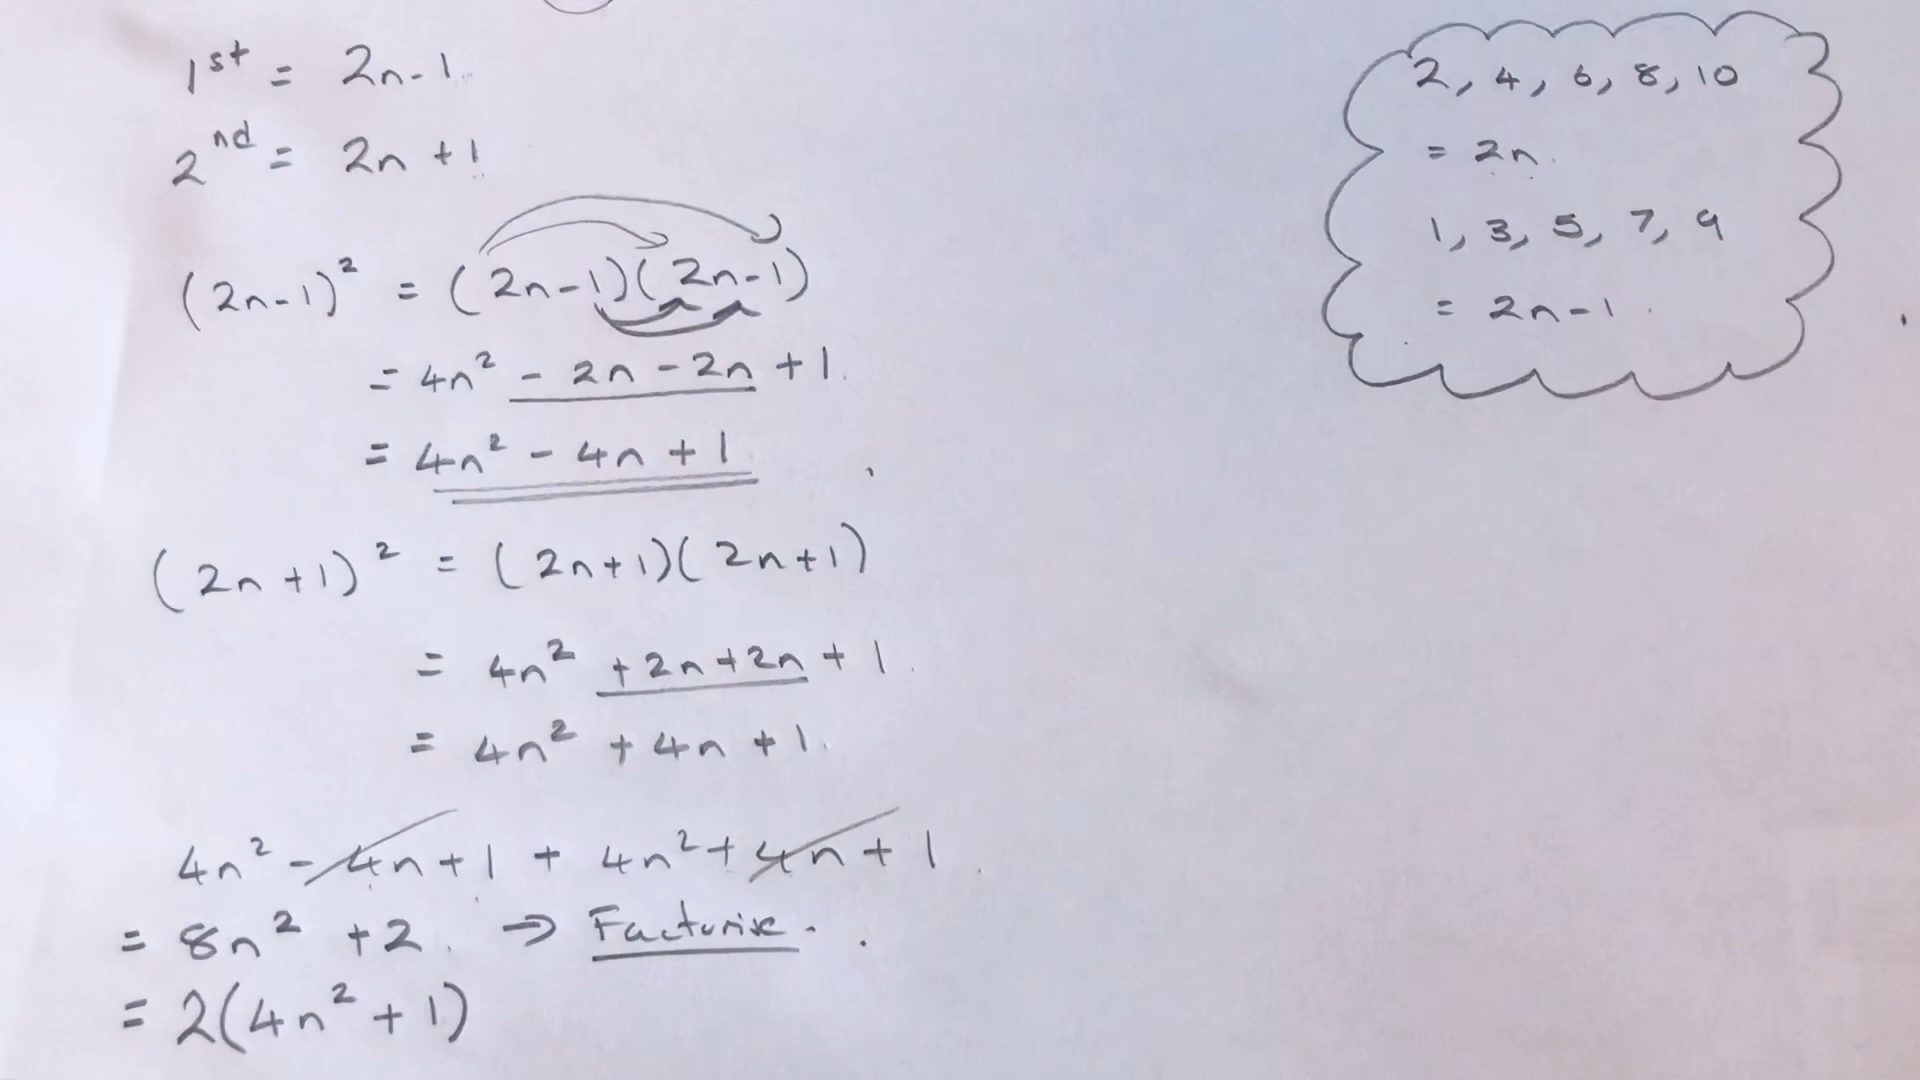 1st = 2n-1
2nd = 2n +1
(2n-1)² = (2n-1)(2n-1)
= 4n² - 2n - 2n + 1.
= 4n² - 4n + 1
(2n+1)² = (2n+1)(2n+1)
= 4n² +2n+2n + 1.
= 4n² + 4n + 1.
4n² - 4n + 1 + 4n² + 4n + 1.
= 8n² + 2. → Factorise.
= 2(4n² + 1)
2, 4, 6, 8, 10
= 2n.
1, 3, 5, 7, 9
= 2n-1.